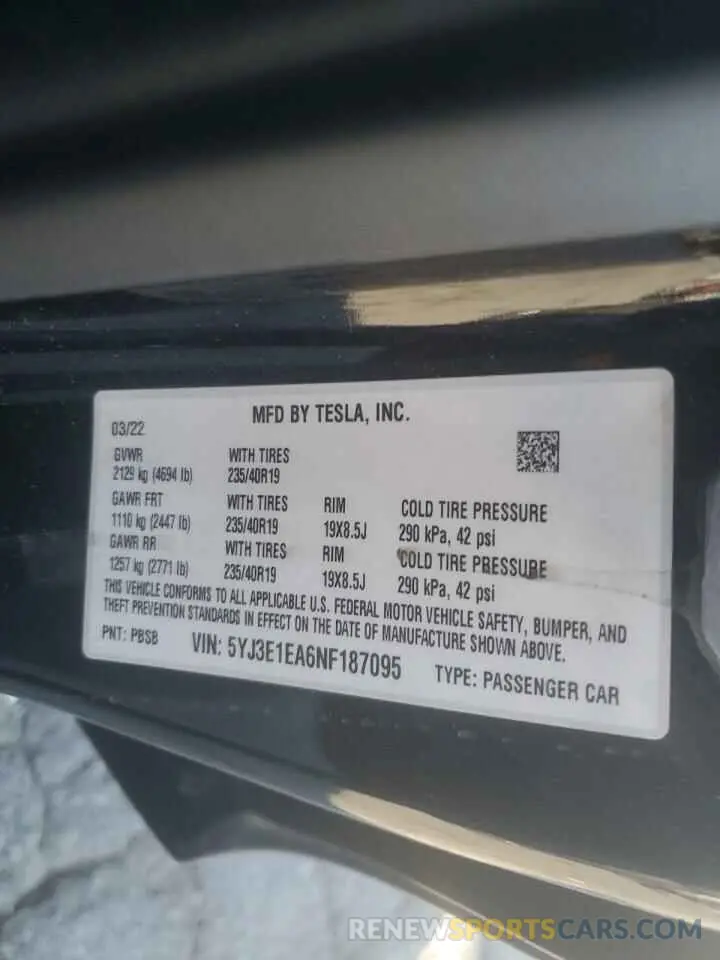 MFD BY TESLA, INC.
03/22
GVWR WITH TIRES
2129 kg (4694 lb) 235/40R19
GAWR FRT WITH TIRES RIM COLD TIRE PRESSURE
1110 kg (2447 lb) 235/40R19 19X8.5J 290 kPa, 42 psi
GAWR RR WITH TIRES RIM COLD TIRE PRESSURE
1257 kg (2771 lb) 235/40R19 19X8.5J 290 kPa, 42 psi
THIS VEHICLE CONFORMS TO ALL APPLICABLE U.S. FEDERAL MOTOR VEHICLE SAFETY, BUMPER, AND
THEFT PREVENTION STANDARDS IN EFFECT ON THE DATE OF MANUFACTURE SHOWN ABOVE.
PNT: PBSB VIN: 5YJ3E1EA6NF187095 TYPE: PASSENGER CAR
RENEWSPORTSCARS.COM